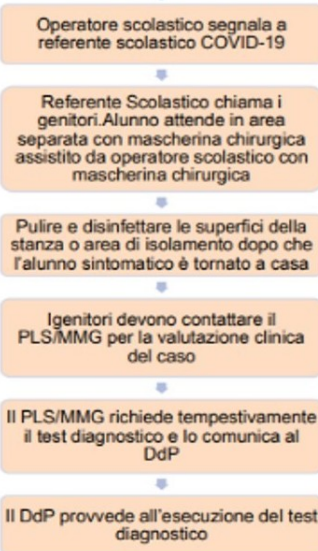 Operatore scolastico segnala a
referente scolastico COVID-19
Referente Scolastico chiama i
genitori.Alunno attende in area
separata con mascherina chirurgica
assistito da operatore scolastico con
mascherina chirurgica
Pulire e disinfettare le superfici della
stanza o area di isolamento dopo che
l'alunno sintomatico è tornato a casa
Igenitori devono contattare il
PLS/MMG per la valutazione clinica
del caso
Il PLS/MMG richiede tempestivamente
il test diagnostico e lo comunica al
DdP
Il DdP provvede all'esecuzione del test
diagnostico